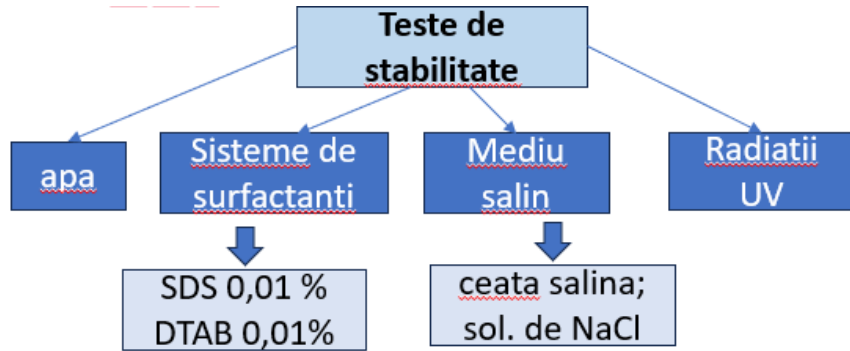 Teste de
stabilitate
apa
Sisteme de
surfactanti
Mediu
salin
Radiatii
UV
SDS 0,01 %
DTAB 0,01%
ceata salina;
sol. de NaCl